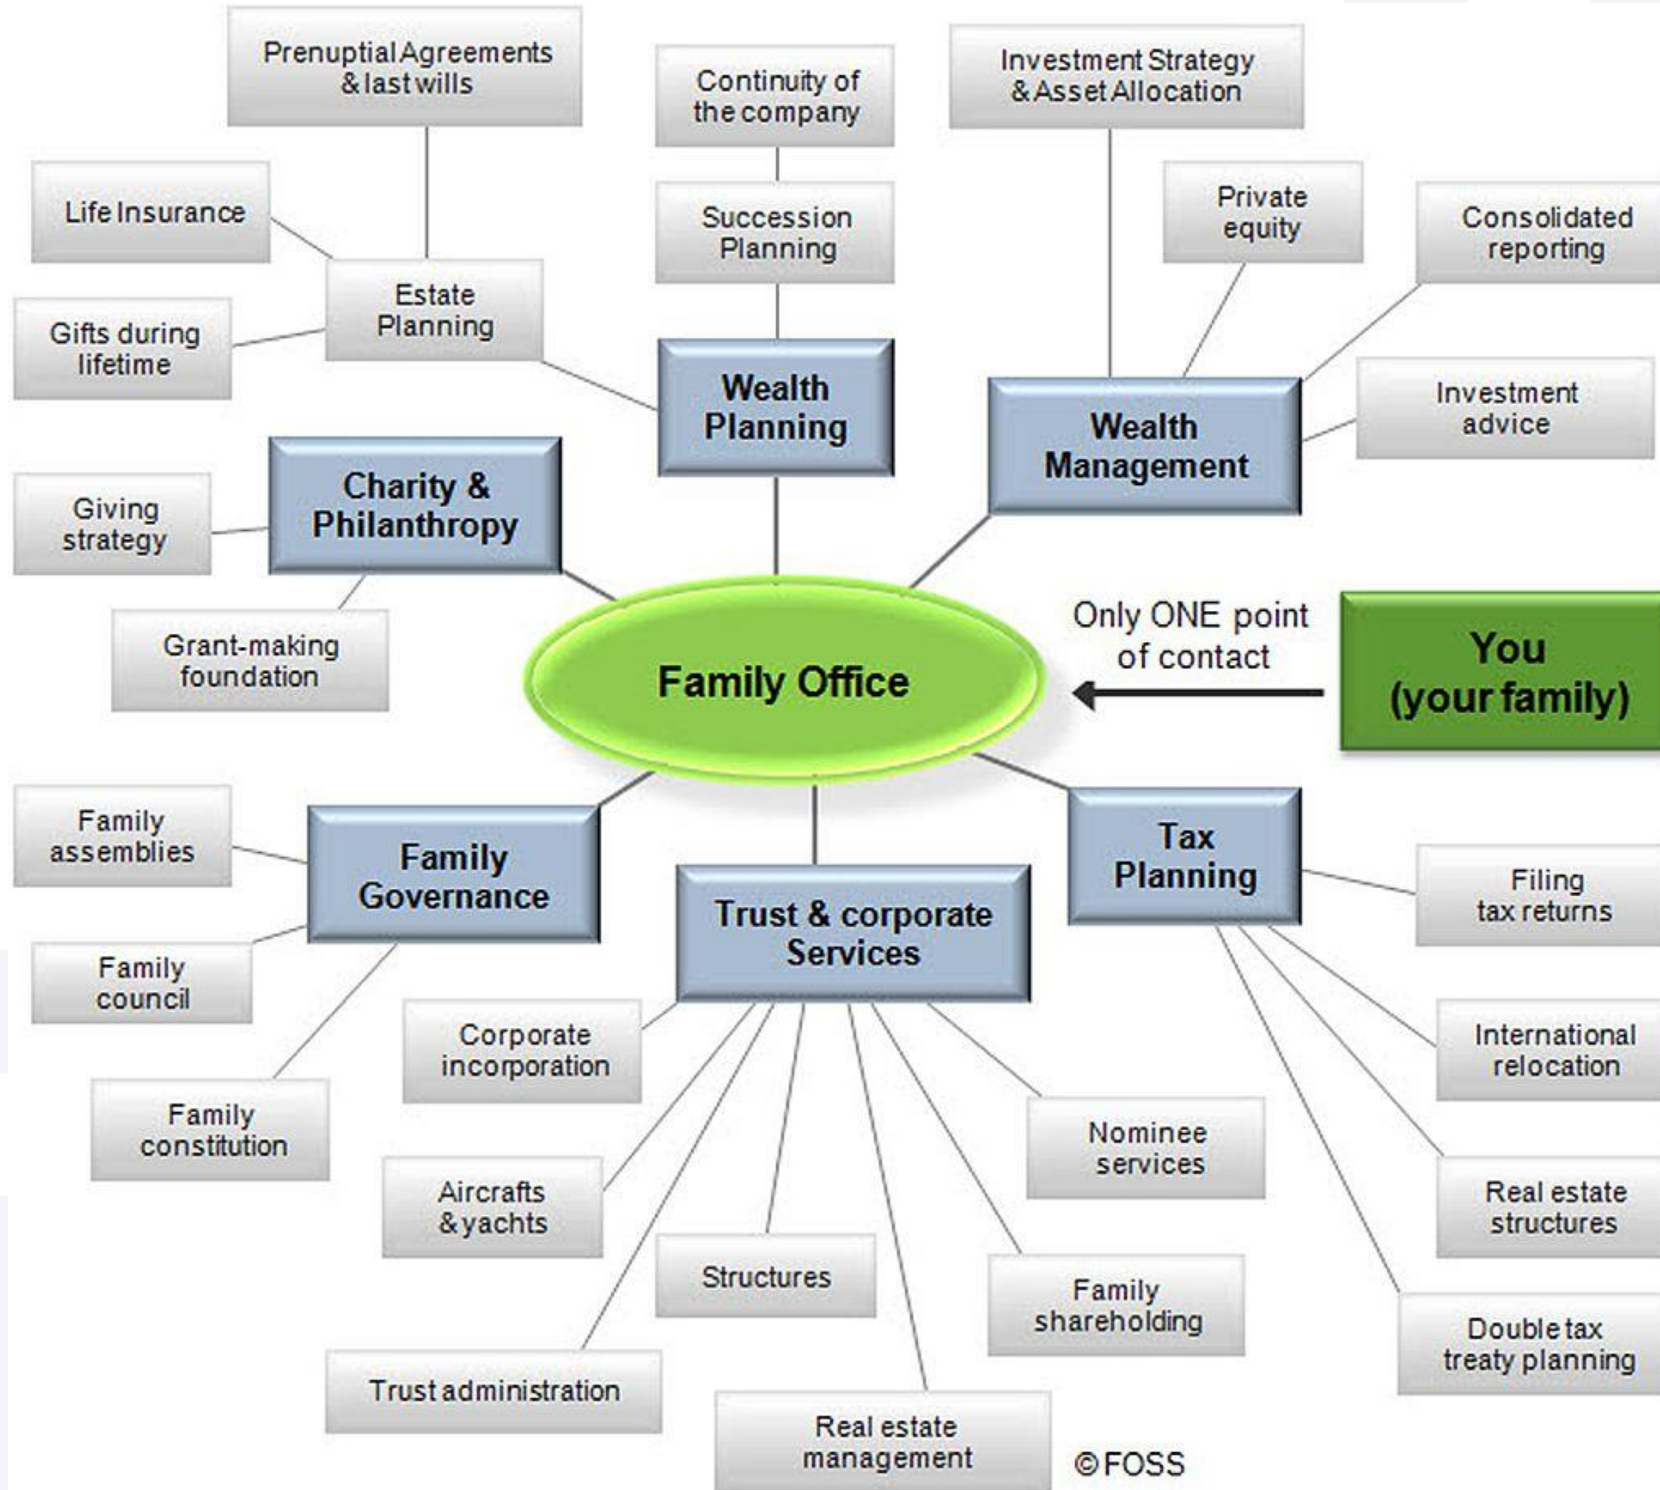 Prenuptial Agreements
& last wills
Continuity of
the company
Investment Strategy
& Asset Allocation
Life Insurance
Succession
Planning
Private
equity
Consolidated
reporting
Estate
Planning
Gifts during
lifetime
Wealth
Planning
Wealth
Management
Investment
advice
Charity &
Philanthropy
Giving
strategy
Grant-making
foundation
Family Office
Only ONE point
of contact
You
(your family)
Family
assemblies
Family
Governance
Tax
Planning
Trust & corporate
Services
Filing
tax returns
Family
council
Corporate
incorporation
International
relocation
Family
constitution
Nominee
services
Aircrafts
& yachts
Real estate
structures
Structures
Family
shareholding
Double tax
treaty planning
Trust administration
Real estate
management
© FOSS